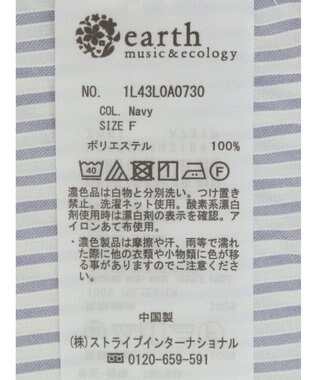 earth
music&ecology
NO. 1L43L0A0730
COL. Navy
SIZE F
ポリエステル 100%
40 F
濃色品は白物と分別洗い。つけ置き
禁止。洗濯ネット使用。酸素系漂白
剤使用時は漂白剤の表示を確認。ア
イロンあて布使用。
・濃色製品は摩擦や汗、雨等で濡れ
た際に他の衣類や小物類に色が移
る事がありますのでご注意くださ
い。
中国製
(株)ストライプインターナショナル
0120-659-591